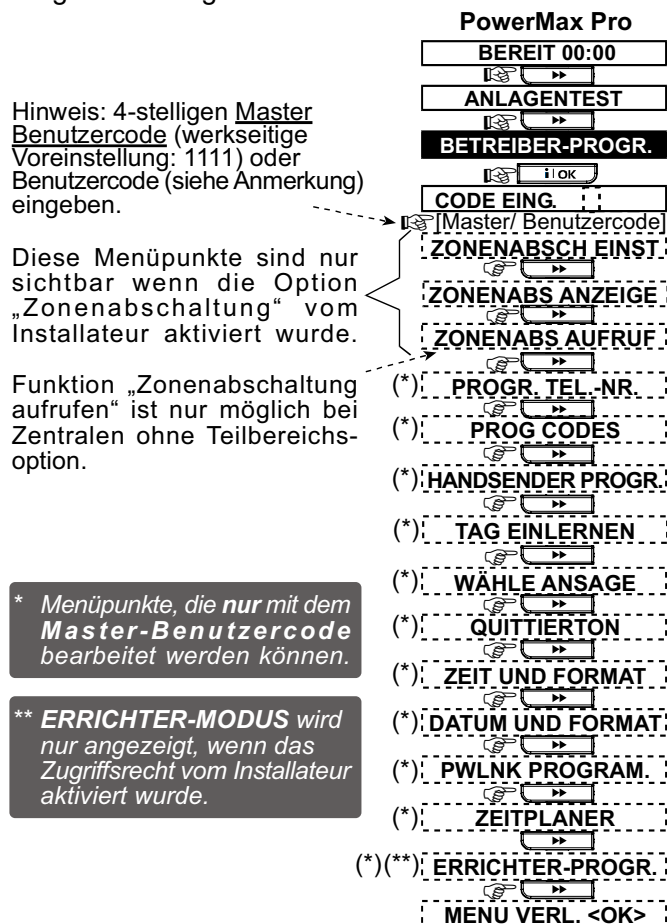 PowerMax Pro
BEREIT 00:00
ANLAGENTEST
BETREIBER-PROGR.
i OK
CODE EING.
[Master/ Benutzercode]
Hinweis: 4-stelligen Master
Benutzercode (werkseitige
Voreinstellung: 1111) oder
Benutzercode (siehe Anmerkung)
eingeben.
Diese Menüpunkte sind nur
sichtbar wenn die Option
„Zonenabschaltung“ vom
Installateur aktiviert wurde.
Funktion „Zonenabschaltung
aufrufen“ ist nur möglich bei
Zentralen ohne Teilbereichs-
option.
* Menüpunkte, die nur mit dem
Master-Benutzercode
bearbeitet werden können.
** ERRICHTER-MODUS wird
nur angezeigt, wenn das
Zugriffsrecht vom Installateur
aktiviert wurde.
ZONENABSCH EINST
ZONENABS ANZEIGE
ZONENABS AUFRUF
(*) PROGR. TEL.-NR.
(*) PROG CODES
(*) HANDSENDER PROGR.
(*) TAG EINLERNEN
(*) WÄHLE ANSAGE
(*) QUITTIERTON
(*) ZEIT UND FORMAT
(*) DATUM UND FORMAT
(*) PWLNK PROGRAM.
(*) ZEITPLANER
(*)(**) ERRICHTER-PROGR.
MENU VERL. <OK>